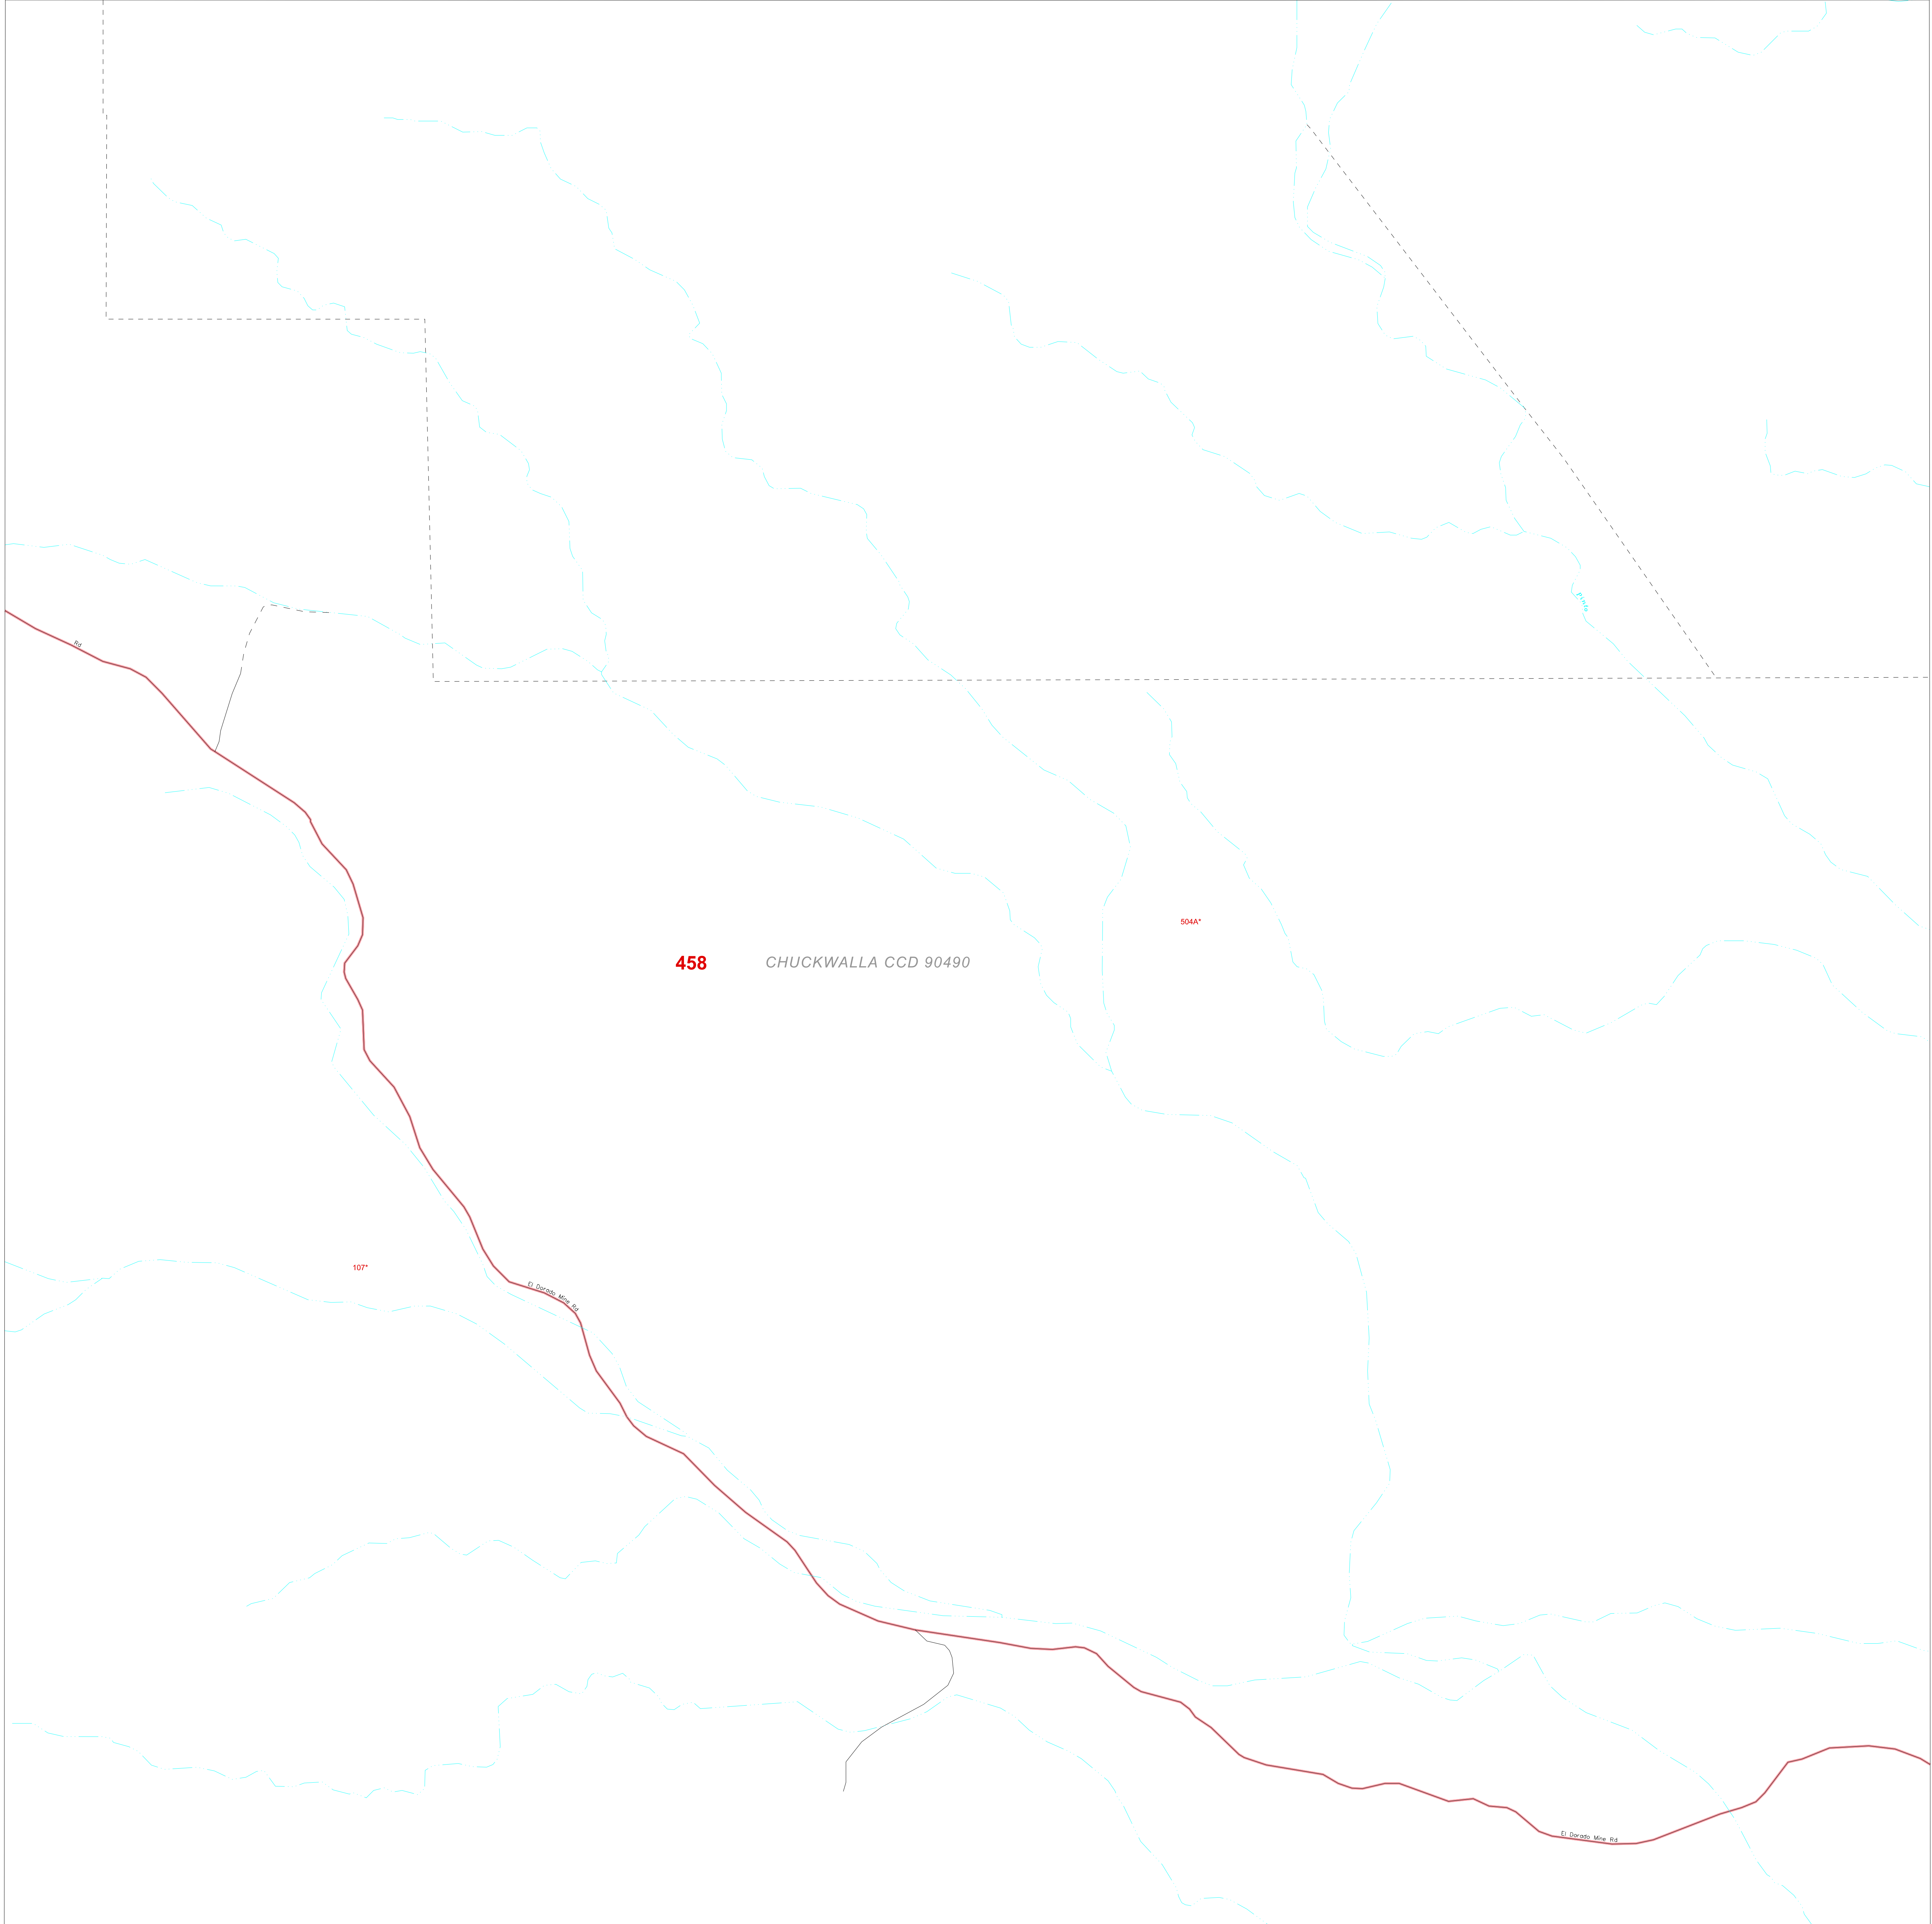 Rd
504A*
458
CHUCKWALLA CCD 90490
107*
El Dorado Mine Rd
El Dorado Mine Rd